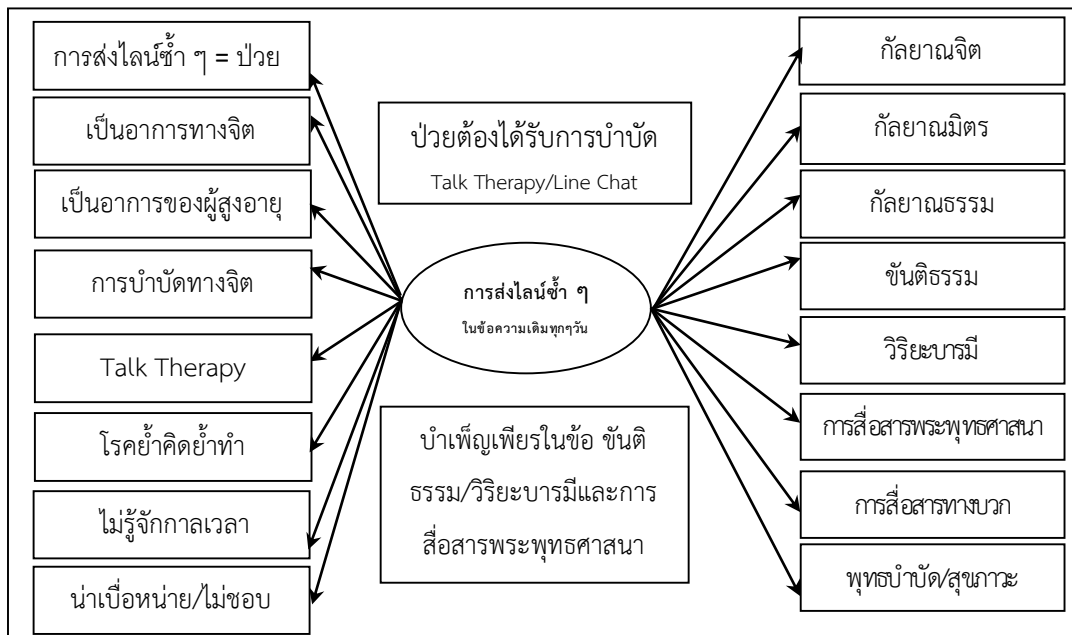 การส่งไลน์ซ้ำ ๆ = ป่วย
เป็นอาการทางจิต
เป็นอาการของผู้สูงอายุ
การบำบัดทางจิต
Talk Therapy
โรคย้ำคิดย้ำทำ
ไม่รู้จักกาลเวลา
น่าเบื่อหน่าย/ไม่ชอบ
ป่วยต้องได้รับการบำบัด
Talk Therapy/Line Chat
การส่งไลน์ซ้ำ ๆ
ในข้อความเดิมทุกๆวัน
บำเพ็ญเพียรในข้อ ขันติ
ธรรม/วิริยะบารมีและการ
สื่อสารพระพุทธศาสนา
กัลยาณจิต
กัลยาณมิตร
กัลยาณธรรม
ขันติธรรม
วิริยะบารมี
การสื่อสารพระพุทธศาสนา
การสื่อสารทางบวก
พุทธบำบัด/สุขภาวะ